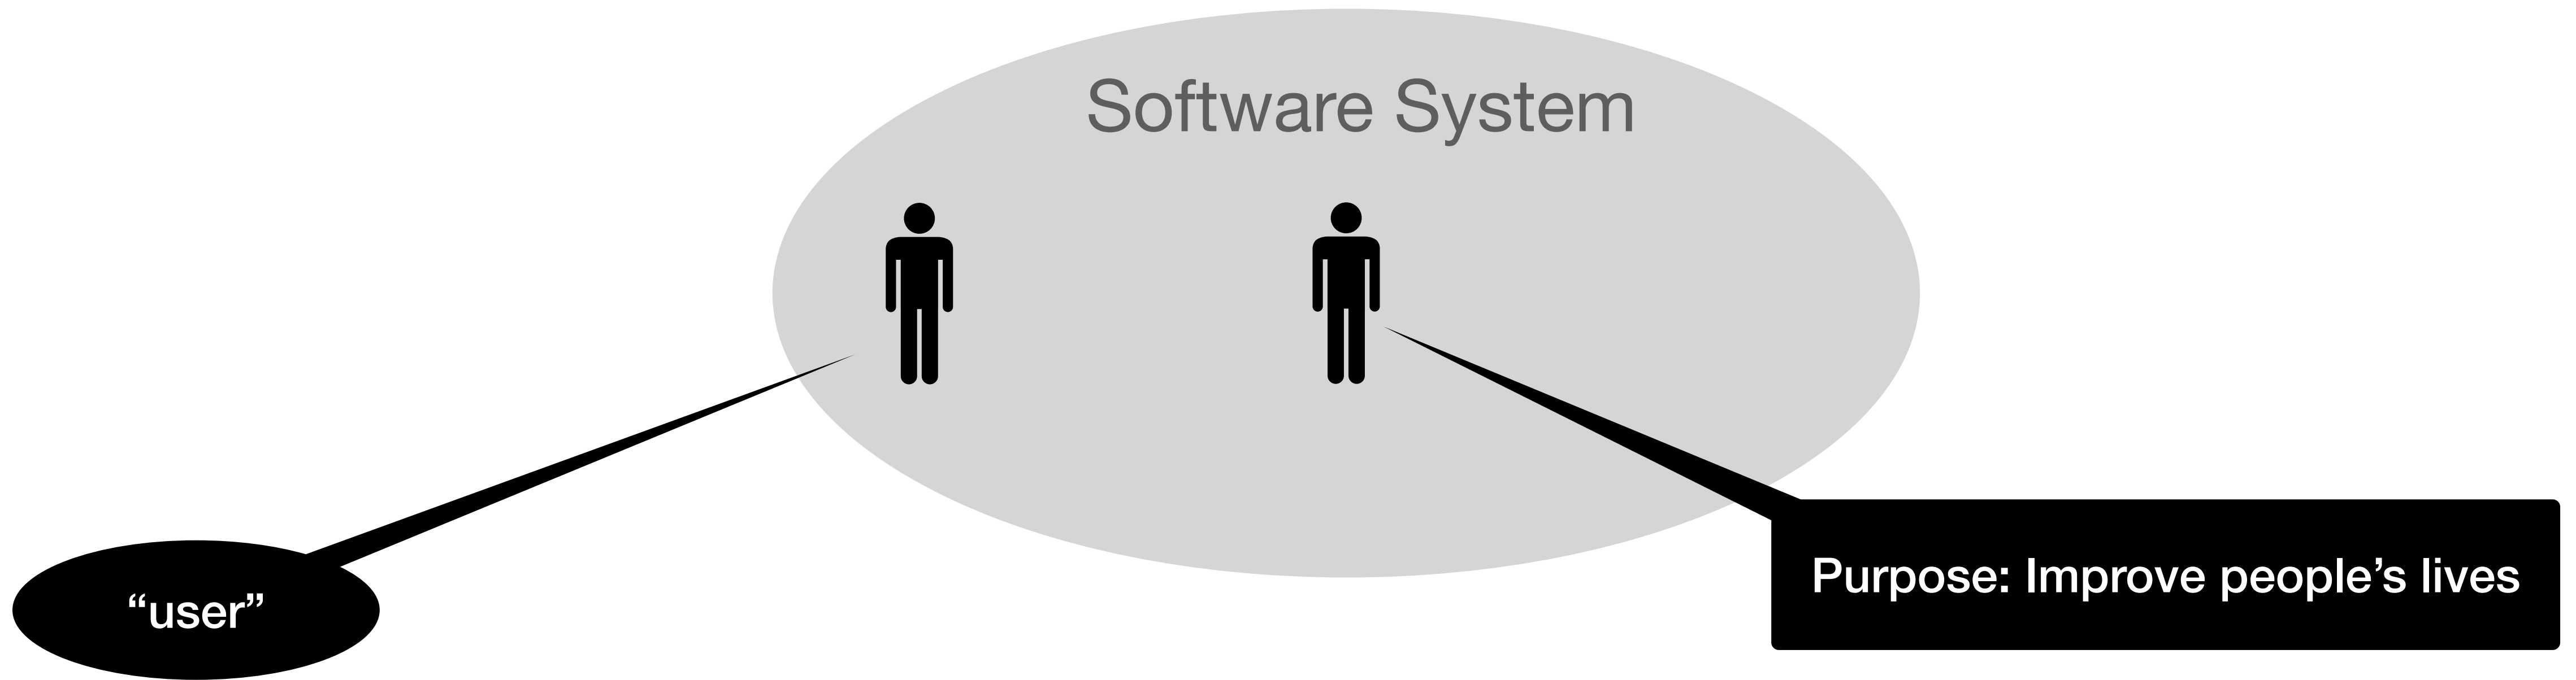 Software System
“user”
Purpose: Improve people’s lives